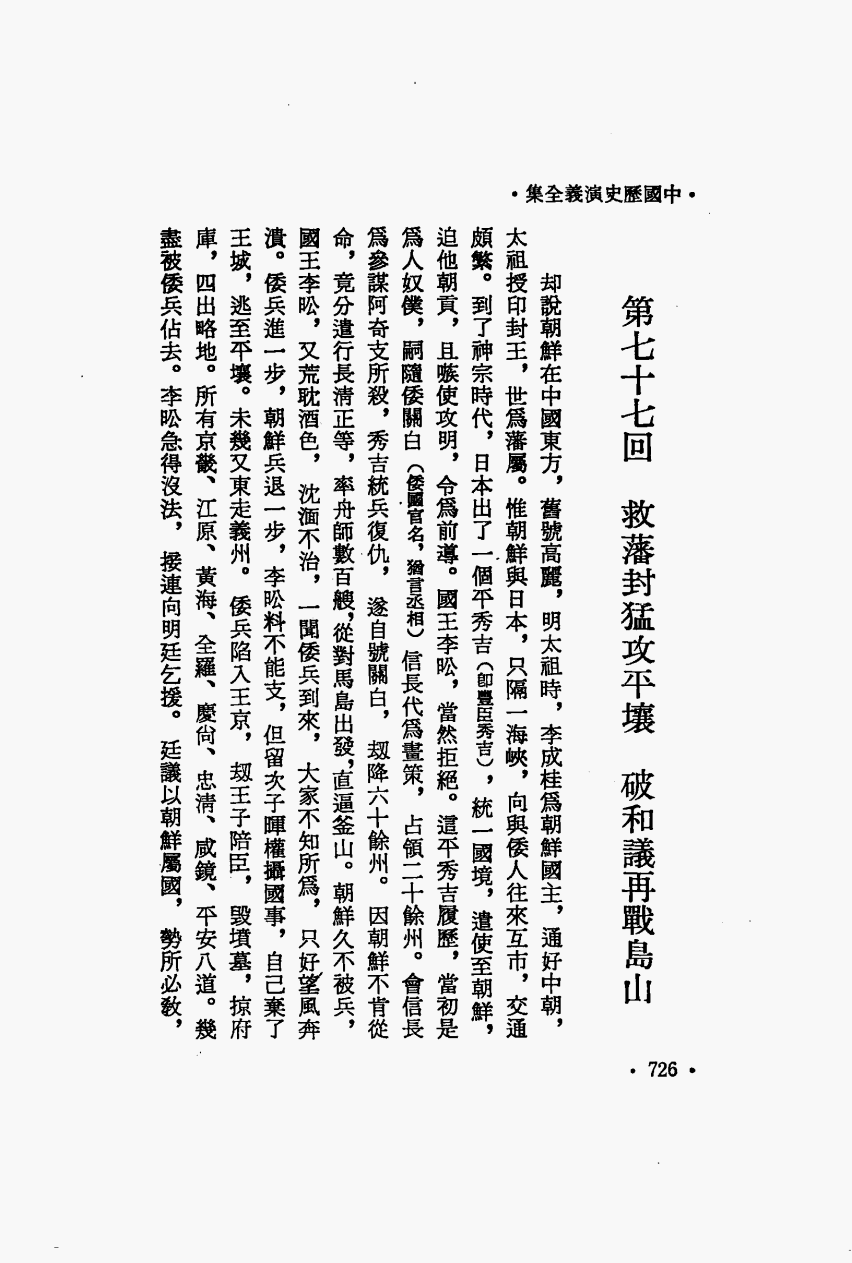 •中國歷史演義全集•
第七十七回　救藩封猛攻平壤　破和議再戰島山
却說朝鮮在中國東方，舊號高麗，明太祖時，李成桂爲朝鮮國主，通好中朝，
太祖授印封王，世爲藩屬。惟朝鮮與日本，只隔一海峽，向與倭人往來互市，交通
頗繁。到了神宗時代，日本出了一個平秀吉（卽豐臣秀吉），統一國境，遣使至朝鮮，
迫他朝貢，且嗾使攻明，令爲前導。國王李昖，當然拒絕。這平秀吉履歷，當初是
爲人奴僕，嗣隨倭關白（倭國官名，猶言丞相）信長代爲畫策，占領二十餘州。會信長
爲參謀阿奇支所殺，秀吉統兵復仇，遂自號關白，刼降六十餘州。因朝鮮不肯從
命，竟分遣行長淸正等，率舟師數百艘，從對馬島出發，直逼釜山。朝鮮久不被兵，
國王李昖，又荒耽酒色，沈湎不治，一聞倭兵到來，大家不知所爲，只好望風奔
潰。倭兵進一步，朝鮮兵退一步，李昖料不能支，但留次子暉權攝國事，自己棄了
王城，逃至平壤。未幾又東走義州。倭兵陷入王京，刼王子陪臣，毀墳墓，掠府
庫，四出略地。所有京畿、江原、黃海、全羅、慶尙、忠淸、咸鏡、平安八道。幾
盡被倭兵佔去。李昖急得沒法，接連向明廷乞援。廷議以朝鮮屬國，勢所必救，
• 726 •